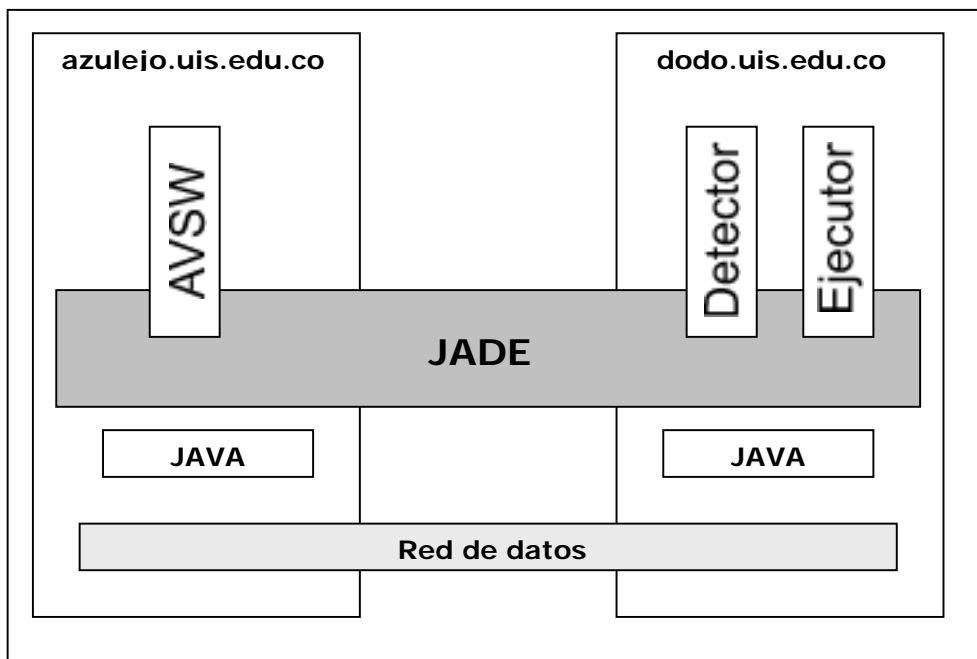 azulejo.uis.edu.co
dodo.uis.edu.co
AVSW
Detector
Ejecutor
JADE
JAVA
JAVA
Red de datos